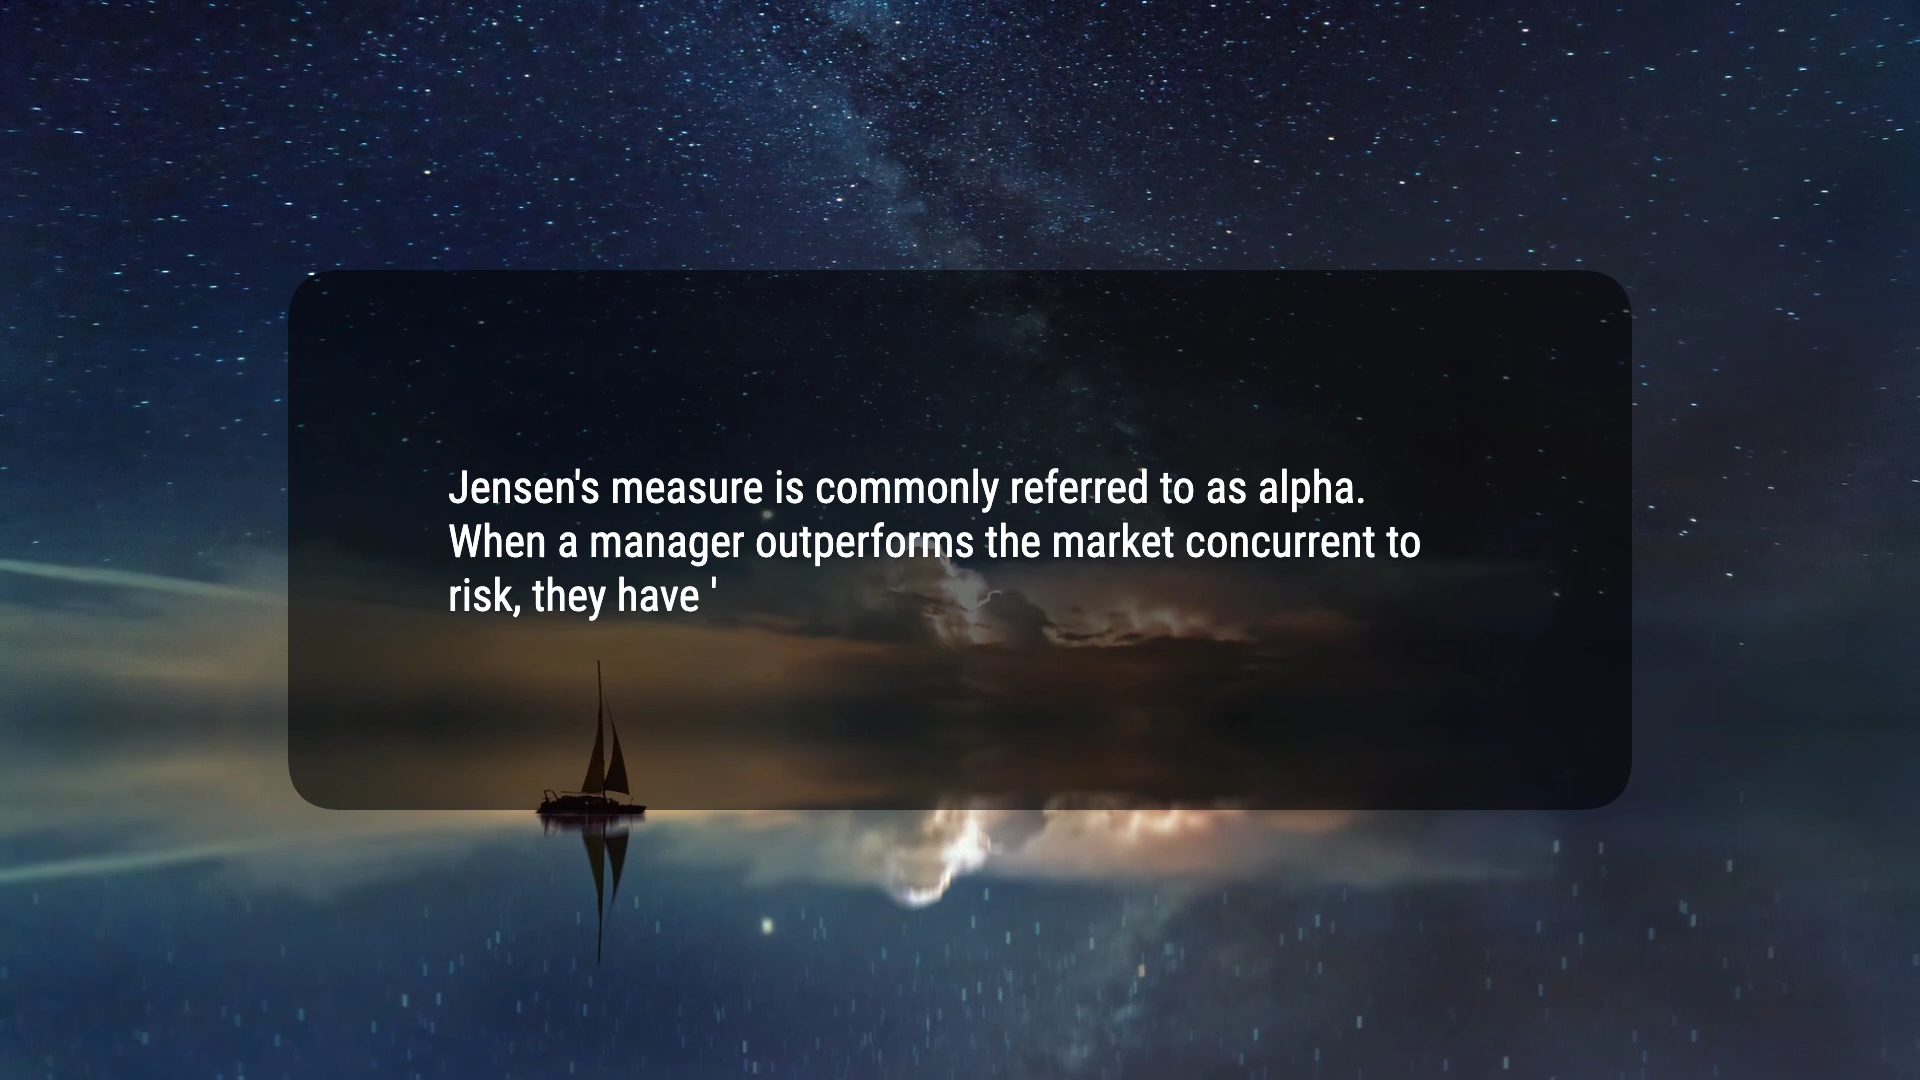 Jensen's measure is commonly referred to as alpha.
When a manager outperforms the market concurrent to
risk, they have '